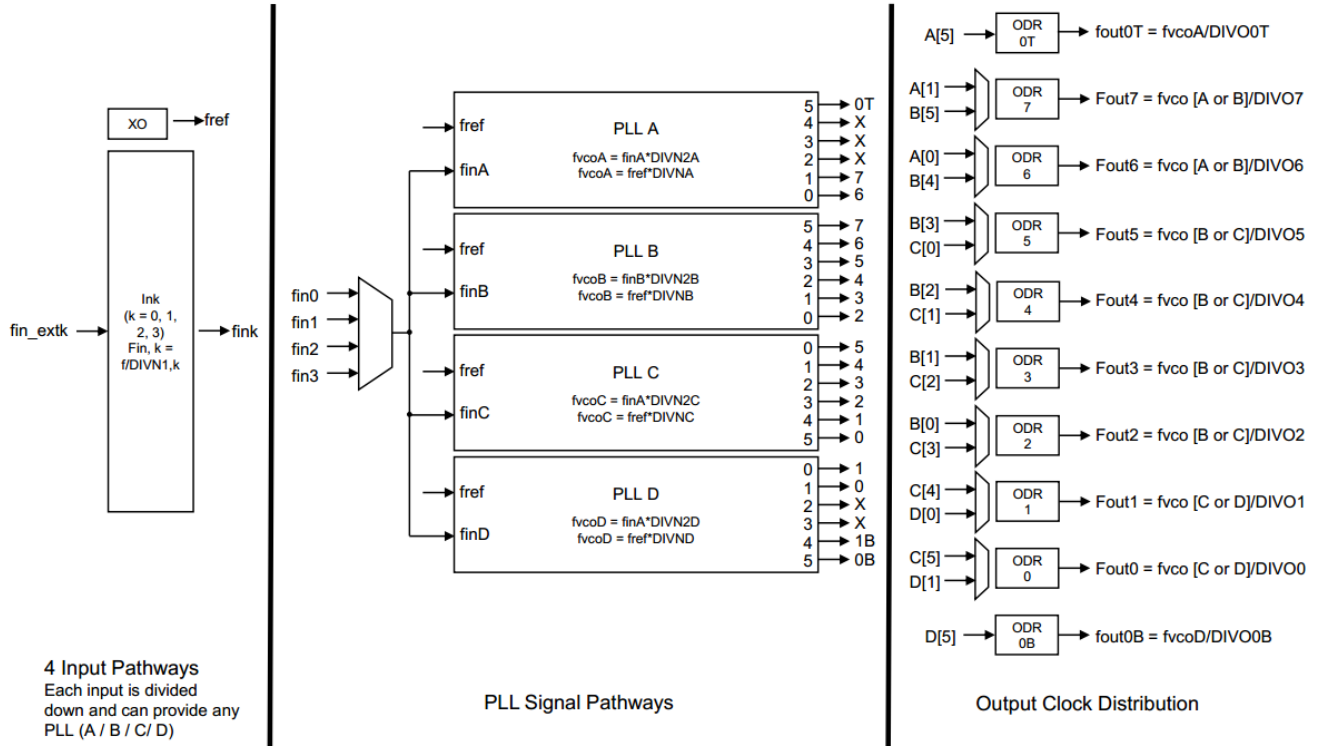 XO
fref
fin_extk
Ink
(k = 0, 1,
2, 3)
Fin, k =
f/DIVN1,k
fink
4 Input Pathways
Each input is divided
down and can provide any
PLL (A / B / C/ D)
fin0
fin1
fin2
fin3
fref
finA
PLL A
fvcoA = finA*DIVN2A
fvcoA = fref*DIVNA
5 0T
4 X
3 X
2 X
1 7
0 6
fref
finB
PLL B
fvcoB = finB*DIVN2B
fvcoB = fref*DIVNB
5 7
4 6
3 5
2 4
1 3
0 2
fref
finC
PLL C
fvcoC = finA*DIVN2C
fvcoC = fref*DIVNC
0 5
1 4
2 3
3 2
4 1
5 0
fref
finD
PLL D
fvcoD = finA*DIVN2D
fvcoD = fref*DIVND
0 1
1 0
2 X
3 X
4 1B
5 0B
PLL Signal Pathways
A[5]
ODR
0T
fout0T = fvcoA/DIVO0T
A[1]
B[5]
ODR
7
Fout7 = fvco [A or B]/DIVO7
A[0]
B[4]
ODR
6
Fout6 = fvco [A or B]/DIVO6
B[3]
C[0]
ODR
5
Fout5 = fvco [B or C]/DIVO5
B[2]
C[1]
ODR
4
Fout4 = fvco [B or C]/DIVO4
B[1]
C[2]
ODR
3
Fout3 = fvco [B or C]/DIVO3
B[0]
C[3]
ODR
2
Fout2 = fvco [B or C]/DIVO2
C[4]
D[0]
ODR
1
Fout1 = fvco [C or D]/DIVO1
C[5]
D[1]
ODR
0
Fout0 = fvco [C or D]/DIVO0
D[5]
ODR
0B
fout0B = fvcoD/DIVO0B
Output Clock Distribution